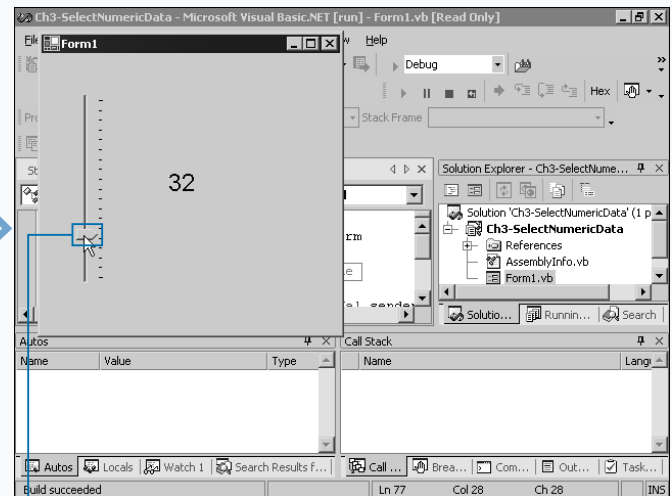 Ch3-SelectNumericData - Microsoft Visual Basic.NET [run] - Form1.vb [Read Only]
Help
Form1
Debug
Hex
Stack Frame
32
Solution Explorer - Ch3-SelectNume...
Solution 'Ch3-SelectNumericData' (1 p
Ch3-SelectNumericData
References
AssemblyInfo.vb
Form1.vb
Solutio... Runnin... Search
Autos
Name Value Type
Call Stack
Name Langu
Autos Locals Watch 1 Search Results f...
Call ... Brea... Com... Out... Task...
Build succeeded Ln 77 Col 28 Ch 28 INS